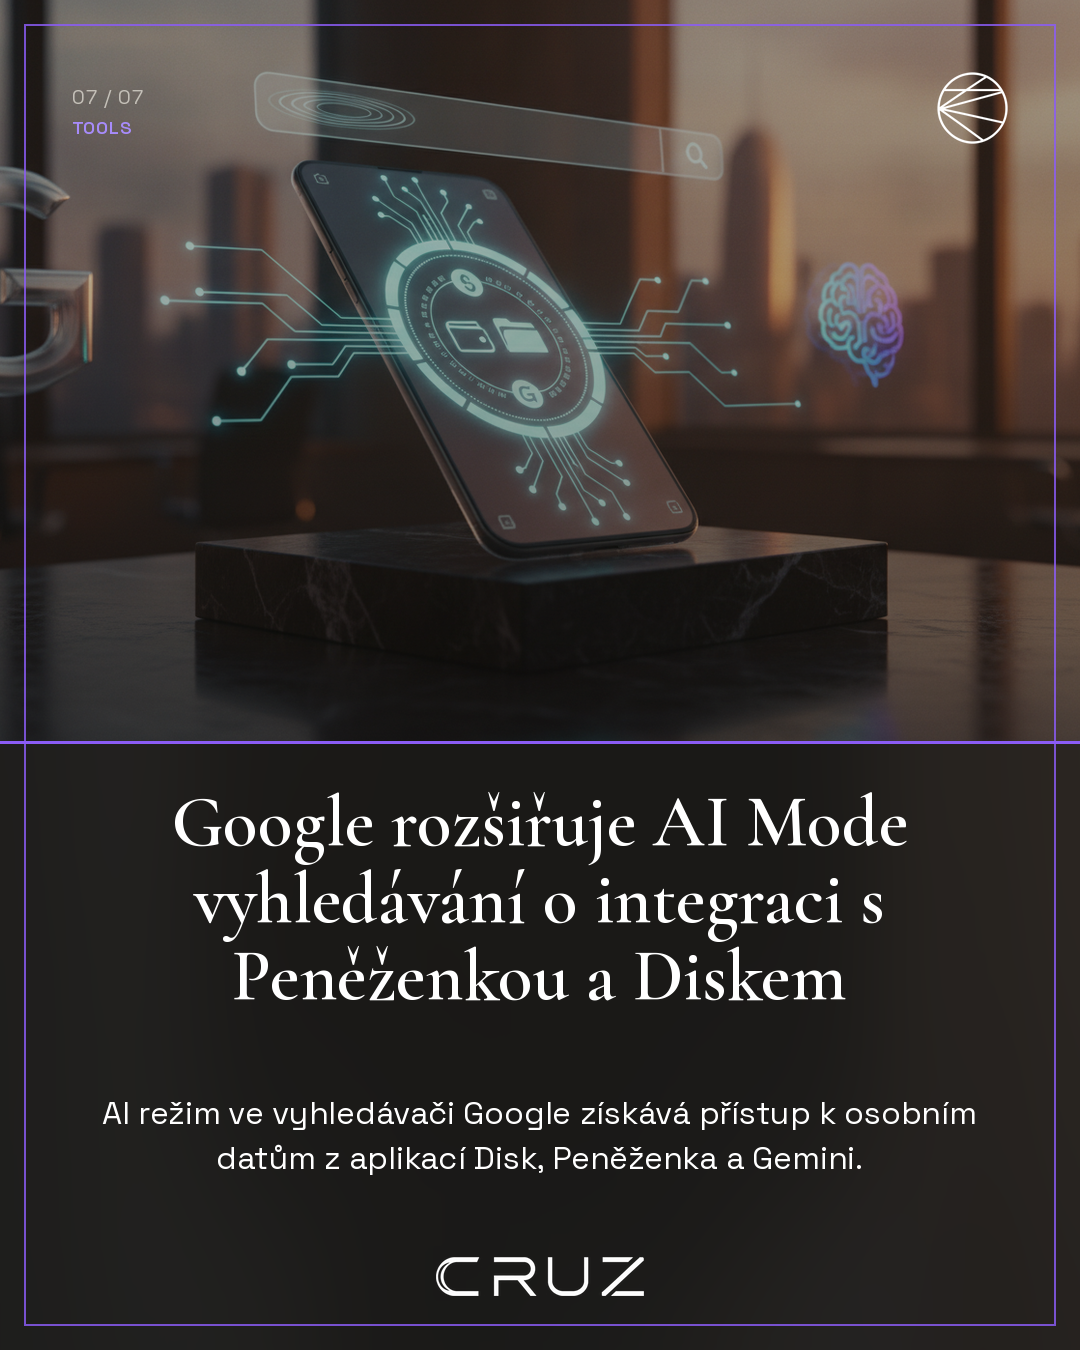 07 / 07
TOOLS
Google rozšiřuje AI Mode
vyhledávání o integraci s
Peněženkou a Diskem
AI režim ve vyhledávači Google získává přístup k osobním
datům z aplikací Disk, Peněženka a Gemini.
CRUZ